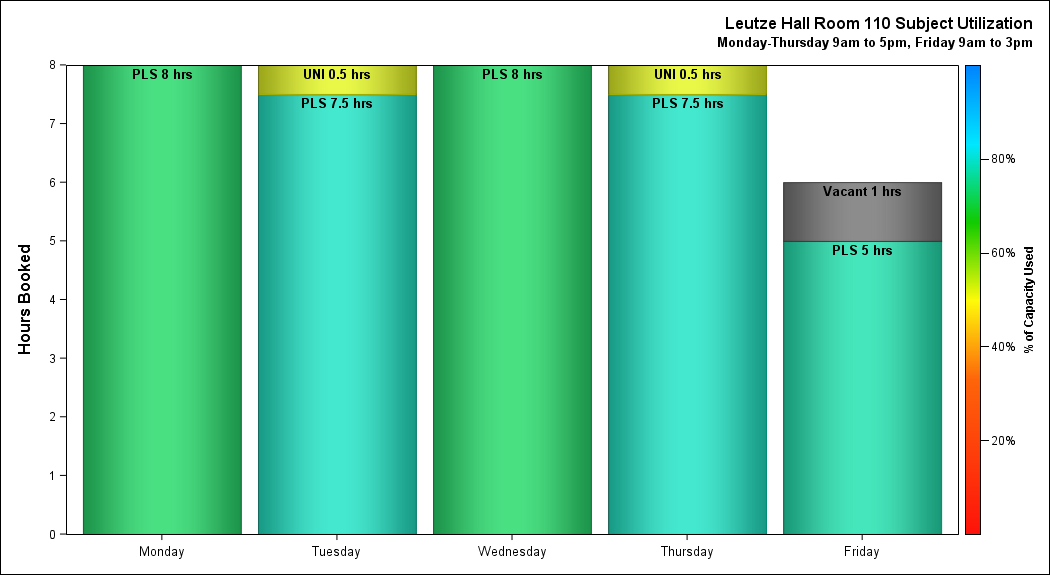 Leutze Hall Room 110 Subject Utilization
Monday-Thursday 9am to 5pm, Friday 9am to 3pm
Hours Booked
8
7
6
5
4
3
2
1
0
PLS 8 hrs
UNI 0.5 hrs
PLS 7.5 hrs
PLS 8 hrs
UNI 0.5 hrs
PLS 7.5 hrs
Vacant 1 hrs
PLS 5 hrs
Monday
Tuesday
Wednesday
Thursday
Friday
80%
60%
40%
20%
% of Capacity Used